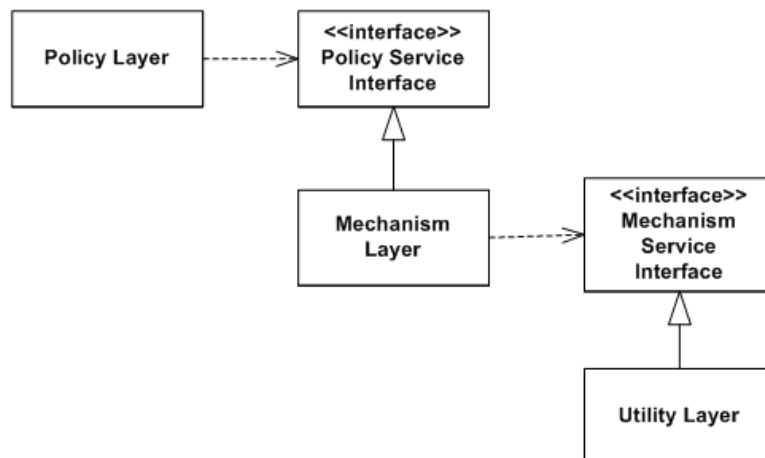 Policy Layer
<<interface>>
Policy Service
Interface
Mechanism
Layer
<<interface>>
Mechanism
Service
Interface
Utility Layer